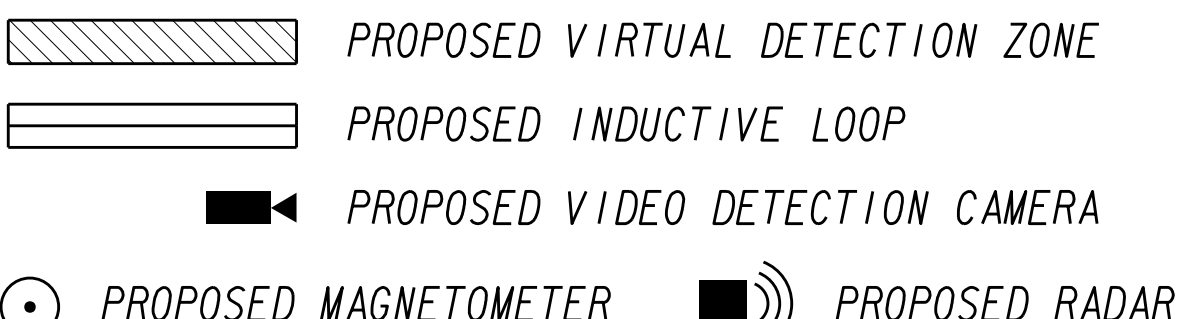 PROPOSED VIRTUAL DETECTION ZONE
PROPOSED INDUCTIVE LOOP
PROPOSED VIDEO DETECTION CAMERA
PROPOSED MAGNETOMETER PROPOSED RADAR